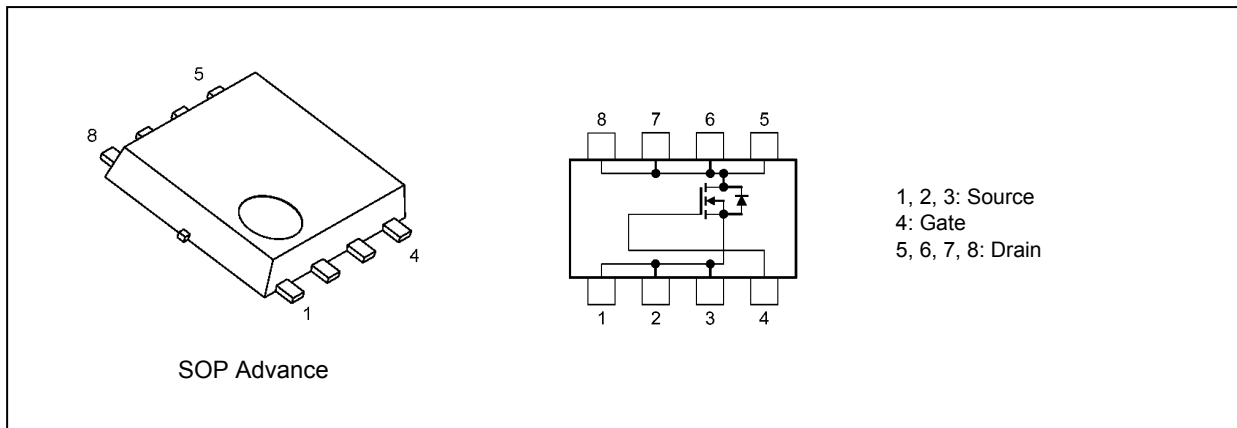 5
8
4
1
SOP Advance
8 7 6 5
1 2 3 4
1, 2, 3: Source
4: Gate
5, 6, 7, 8: Drain